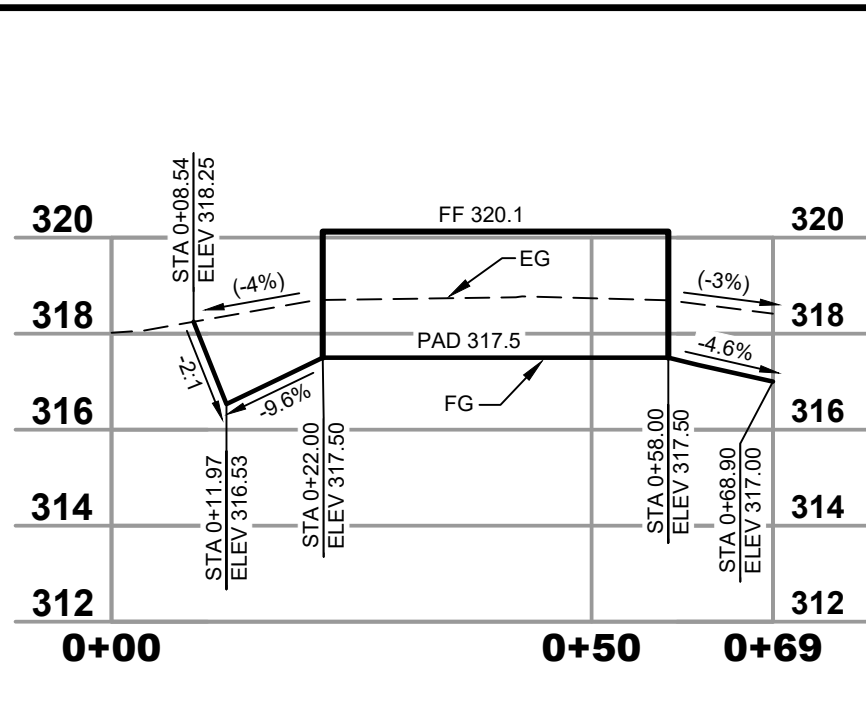 STA 0+08.54
ELEV 318.25
320
FF 320.1
320
EG
(-4%)
(-3%)
318
318
PAD 317.5
-4.6%
-2:1
-9.6%
FG
316
316
STA 0+11.97
ELEV 316.53
STA 0+22.00
ELEV 317.50
STA 0+58.00
ELEV 317.50
STA 0+68.90
ELEV 317.00
314
314
312
312
0+00
0+50
0+69